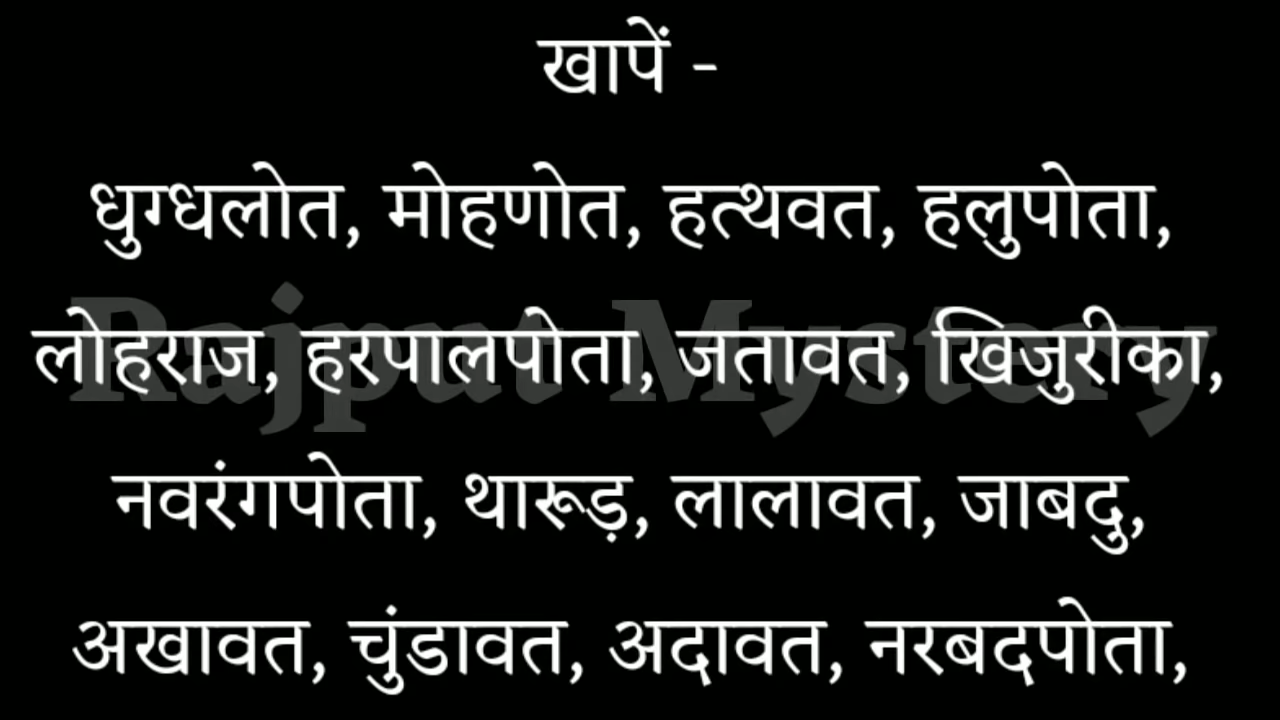 खापें -
धुग्धलोत, मोहणोत, हत्थवत, हलुपोता,
Rajput Mystery
लोहराज, हरपालपोता, जतावत, खिजुरीका,
नवरंगपोता, थारूड़, लालावत, जाबदु,
अखावत, चुंडावत, अदावत, नरबदपोता,